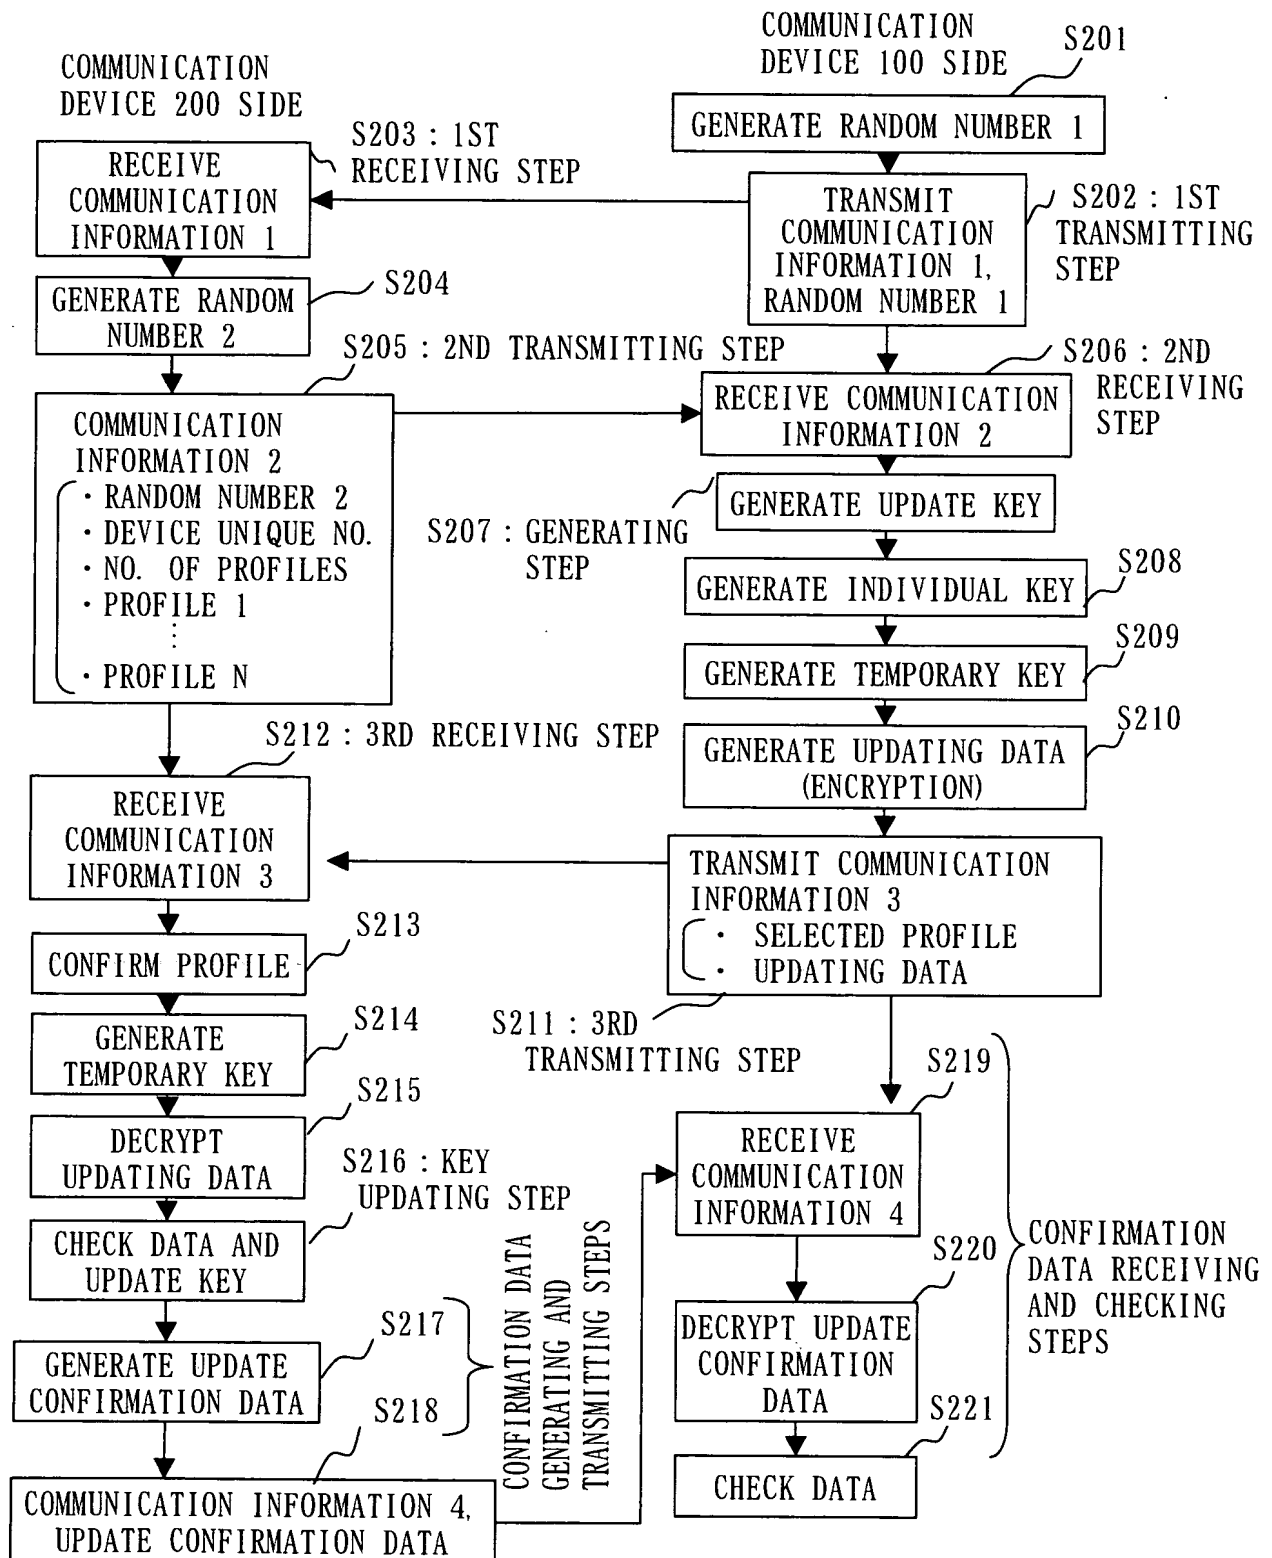 COMMUNICATION
DEVICE 200 SIDE
COMMUNICATION
DEVICE 100 SIDE
S201
GENERATE RANDOM NUMBER 1
S203 : 1ST
RECEIVING STEP
RECEIVE
COMMUNICATION
INFORMATION 1
TRANSMIT
COMMUNICATION
INFORMATION 1,
RANDOM NUMBER 1
S202 : 1ST
TRANSMITTING
STEP
S204
GENERATE RANDOM
NUMBER 2
S205 : 2ND TRANSMITTING STEP
S206 : 2ND
RECEIVING
STEP
RECEIVE COMMUNICATION
INFORMATION 2
COMMUNICATION
INFORMATION 2
· RANDOM NUMBER 2
· DEVICE UNIQUE NO.
· NO. OF PROFILES
· PROFILE 1
⋮
· PROFILE N
S207 : GENERATING
STEP
GENERATE UPDATE KEY
S208
GENERATE INDIVIDUAL KEY
S209
GENERATE TEMPORARY KEY
S210
GENERATE UPDATING DATA
(ENCRYPTION)
S212 : 3RD RECEIVING STEP
RECEIVE
COMMUNICATION
INFORMATION 3
TRANSMIT COMMUNICATION
INFORMATION 3
· SELECTED PROFILE
· UPDATING DATA
S211 : 3RD
TRANSMITTING STEP
S213
CONFIRM PROFILE
S214
GENERATE
TEMPORARY KEY
S215
DECRYPT
UPDATING DATA
S216 : KEY
UPDATING STEP
CHECK DATA AND
UPDATE KEY
S217
GENERATE UPDATE
CONFIRMATION DATA
S218
COMMUNICATION INFORMATION 4,
UPDATE CONFIRMATION DATA
CONFIRMATION DATA
GENERATING AND
TRANSMITTING STEPS
S219
RECEIVE
COMMUNICATION
INFORMATION 4
S220
DECRYPT UPDATE
CONFIRMATION
DATA
S221
CHECK DATA
CONFIRMATION
DATA RECEIVING
AND CHECKING
STEPS